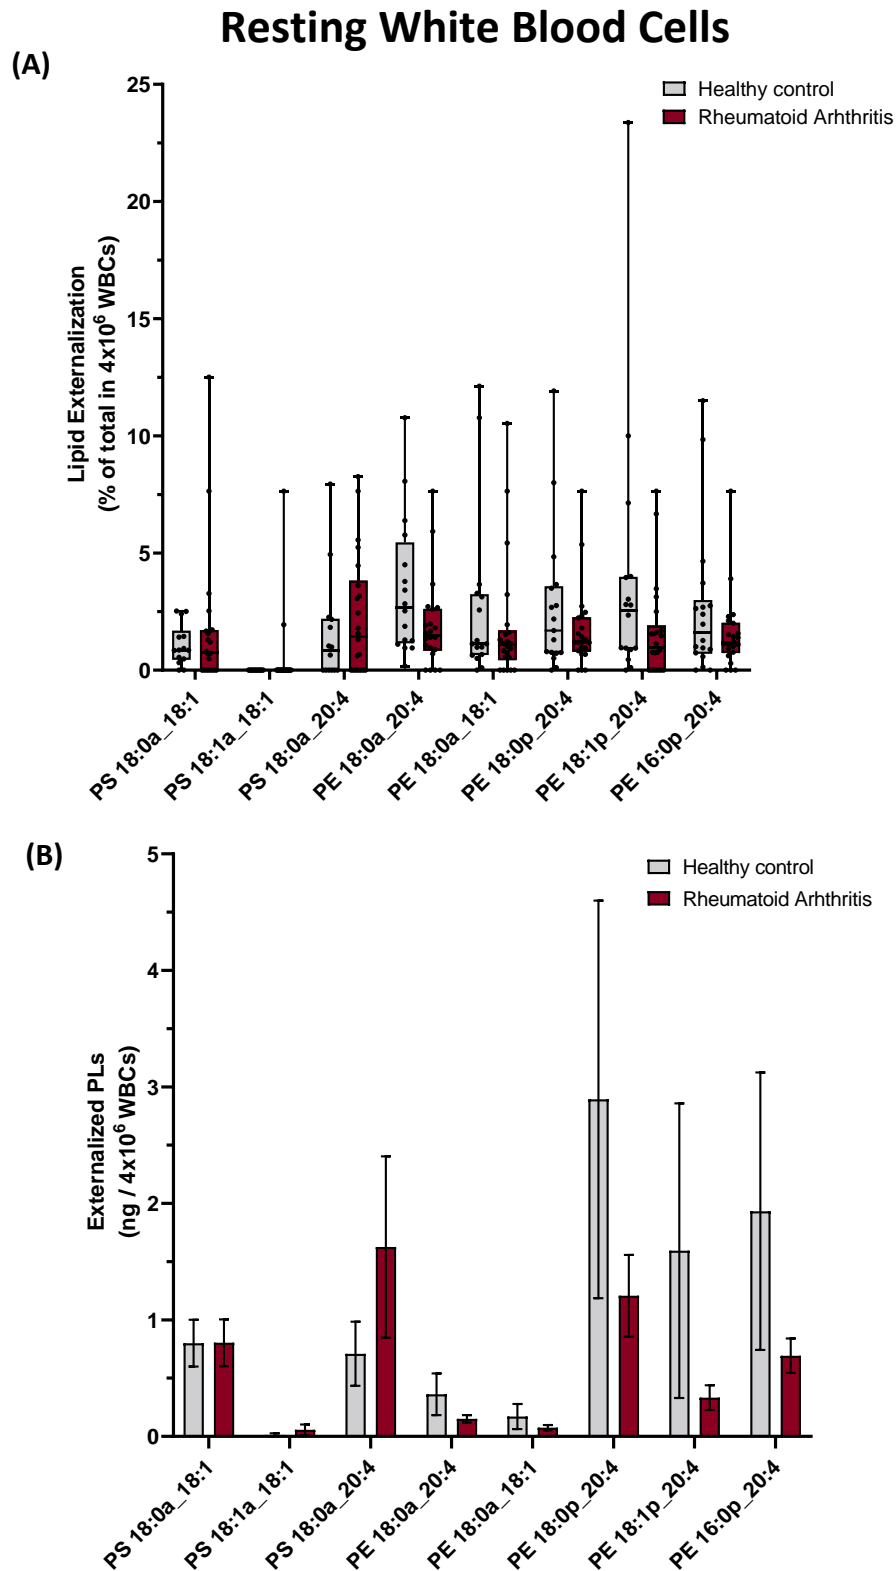 Resting White Blood Cells
(A)
Healthy control
Rheumatoid Arhthritis
Lipid Externalization
(% of total in 4x10⁶ WBCs)
25
20
15
10
5
0
PS 18:0a_18:1
PS 18:1a_18:1
PS 18:0a_20:4
PE 18:0a_20:4
PE 18:0a_18:1
PE 18:0p_20:4
PE 18:1p_20:4
PE 16:0p_20:4
(B)
Healthy control
Rheumatoid Arhthritis
Externalized PLs
(ng / 4x10⁶ WBCs)
5
4
3
2
1
0
PS 18:0a_18:1
PS 18:1a_18:1
PS 18:0a_20:4
PE 18:0a_20:4
PE 18:0a_18:1
PE 18:0p_20:4
PE 18:1p_20:4
PE 16:0p_20:4